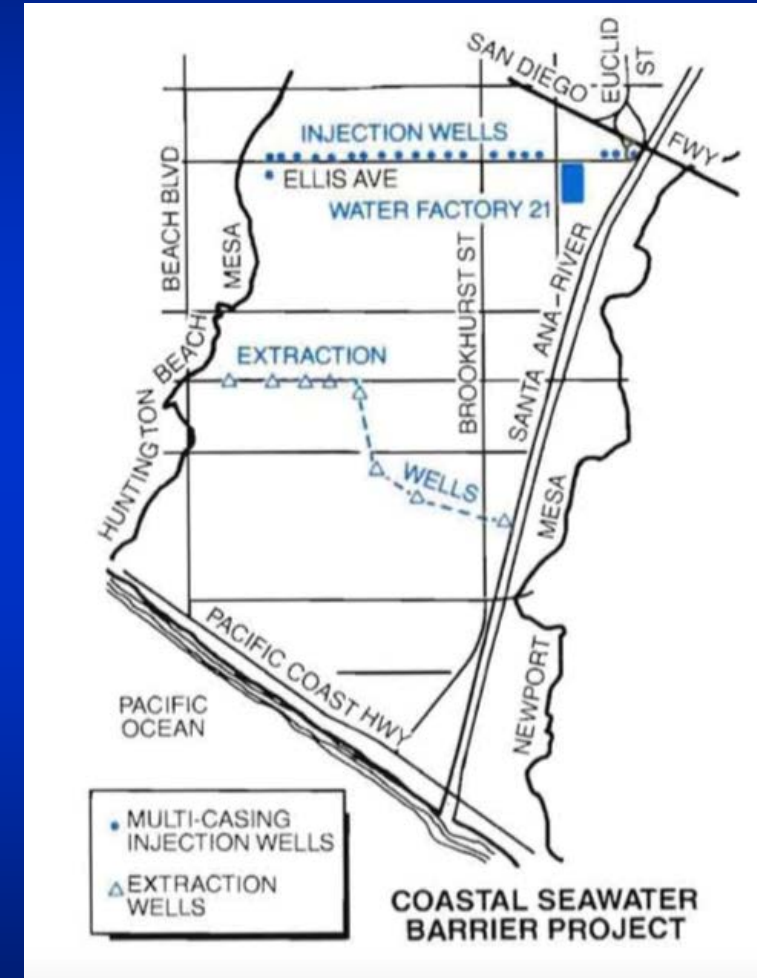 SAN DIEGO
FWY
EUCLID
ST
INJECTION WELLS
ELLIS AVE
WATER FACTORY 21
BEACH BLVD
MESA
BROOKHURST ST
SANTA ANA-RIVER
EXTRACTION
HUNTINGTON BEACH
WELLS
MESA
NEWPORT
PACIFIC COAST HWY
PACIFIC
OCEAN
MULTI-CASING
INJECTION WELLS
EXTRACTION
WELLS
COASTAL SEAWATER
BARRIER PROJECT